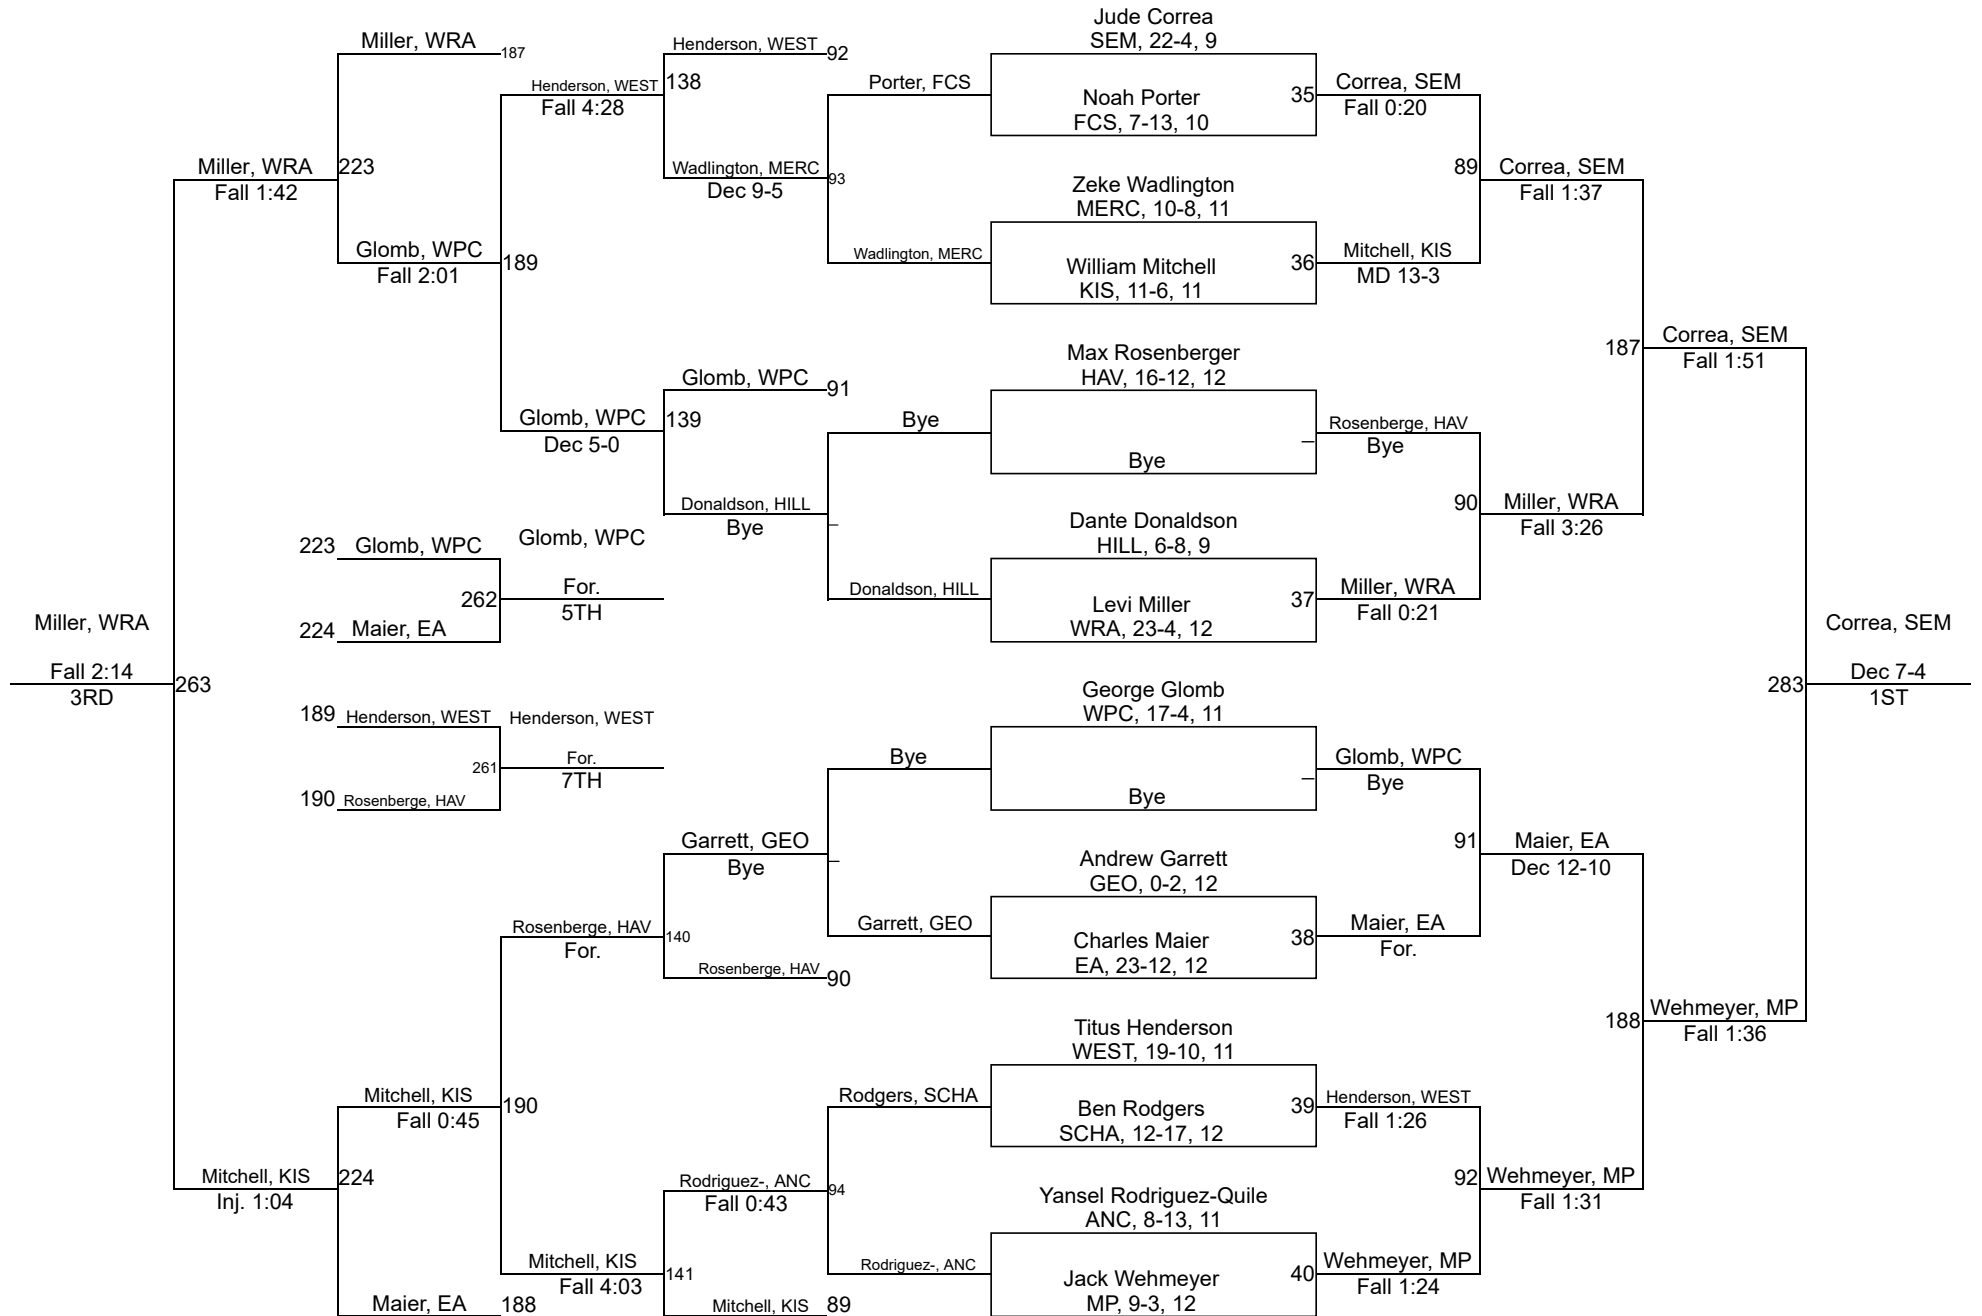 Jude Correa
Miller, WRA
187
Henderson, WEST
92
SEM, 22-4, 9
Henderson, WEST
138
Porter, FCS
Noah Porter
35
Correa, SEM
Fall 4:28
FCS, 7-13, 10
Fall 0:20
Miller, WRA
223
Wadlington, MERC
93
89
Correa, SEM
Fall 1:42
Dec 9-5
Zeke Wadlington
Fall 1:37
MERC, 10-8, 11
Glomb, WPC
189
Wadlington, MERC
William Mitchell
36
Mitchell, KIS
Fall 2:01
KIS, 11-6, 11
MD 13-3
Max Rosenberger
187
Correa, SEM
Glomb, WPC
91
HAV, 16-12, 12
Fall 1:51
Glomb, WPC
139
Bye
–
Rosenberge, HAV
Dec 5-0
Bye
Bye
Donaldson, HILL
–
90
Miller, WRA
Bye
Dante Donaldson
Fall 3:26
223
Glomb, WPC
Glomb, WPC
HILL, 6-8, 9
262
For.
Donaldson, HILL
Levi Miller
37
Miller, WRA
5TH
WRA, 23-4, 12
Fall 0:21
Miller, WRA
224
Maier, EA
Correa, SEM
Fall 2:14
263
283
Dec 7-4
3RD
George Glomb
1ST
189
Henderson, WEST
Henderson, WEST
WPC, 17-4, 11
261
For.
Bye
–
Glomb, WPC
7TH
Bye
Bye
190
Rosenberge, HAV
Garrett, GEO
–
91
Maier, EA
Bye
Andrew Garrett
Dec 12-10
GEO, 0-2, 12
Rosenberge, HAV
140
Garrett, GEO
Charles Maier
38
Maier, EA
For.
EA, 23-12, 12
For.
Rosenberge, HAV
90
Titus Henderson
188
Wehmeyer, MP
WEST, 19-10, 11
Fall 1:36
Mitchell, KIS
190
Rodgers, SCHA
Ben Rodgers
39
Henderson, WEST
Fall 0:45
SCHA, 12-17, 12
Fall 1:26
Mitchell, KIS
224
Rodriguez-, ANC
94
92
Wehmeyer, MP
Inj. 1:04
Fall 0:43
Yansel Rodriguez-Quile
Fall 1:31
ANC, 8-13, 11
Mitchell, KIS
141
Rodriguez-, ANC
Jack Wehmeyer
40
Wehmeyer, MP
Fall 4:03
MP, 9-3, 12
Fall 1:24
Maier, EA
188
Mitchell, KIS
89